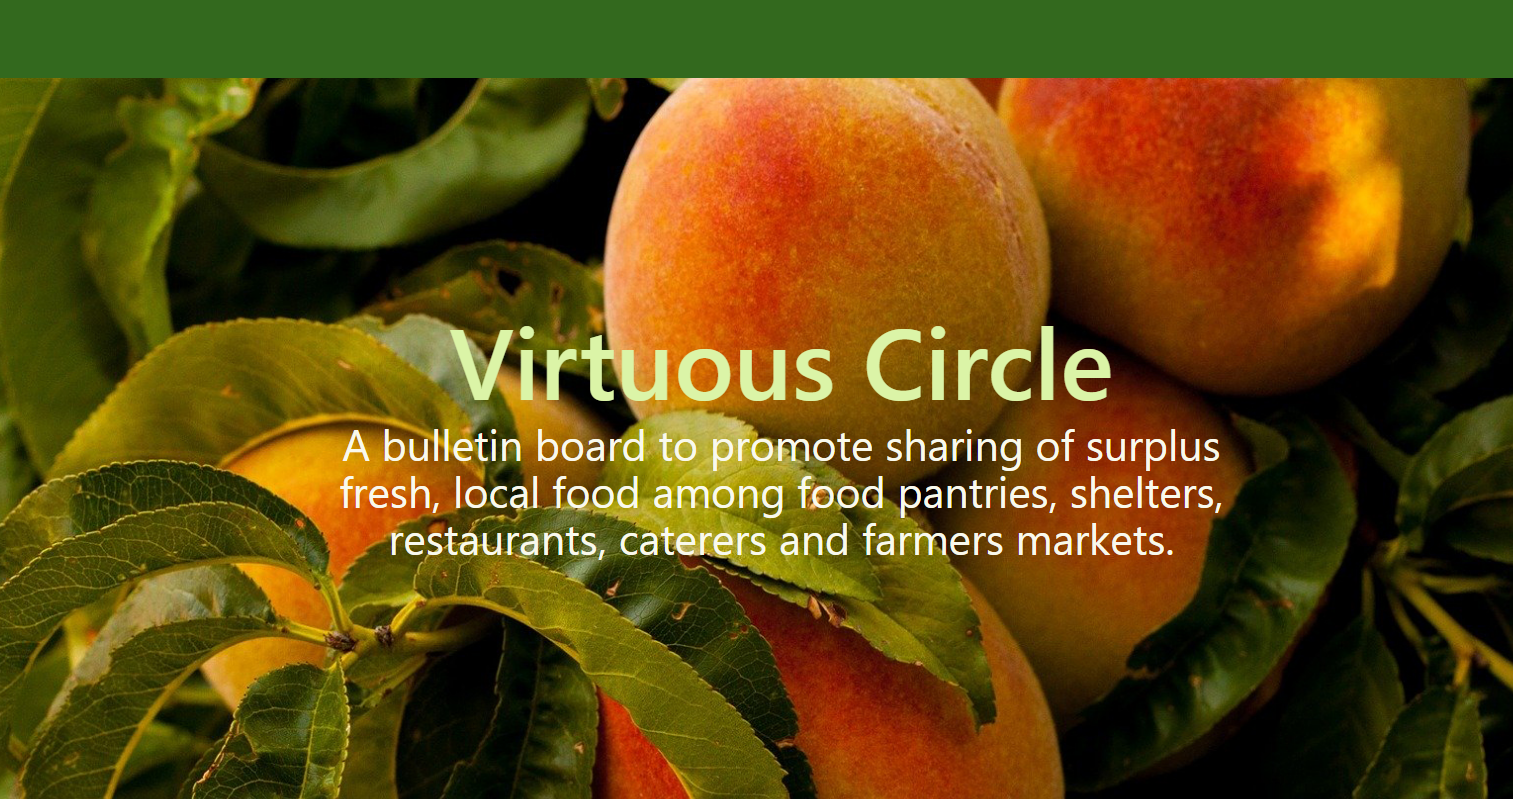 Virtuous Circle
A bulletin board to promote sharing of surplus
fresh, local food among food pantries, shelters,
restaurants, caterers and farmers markets.